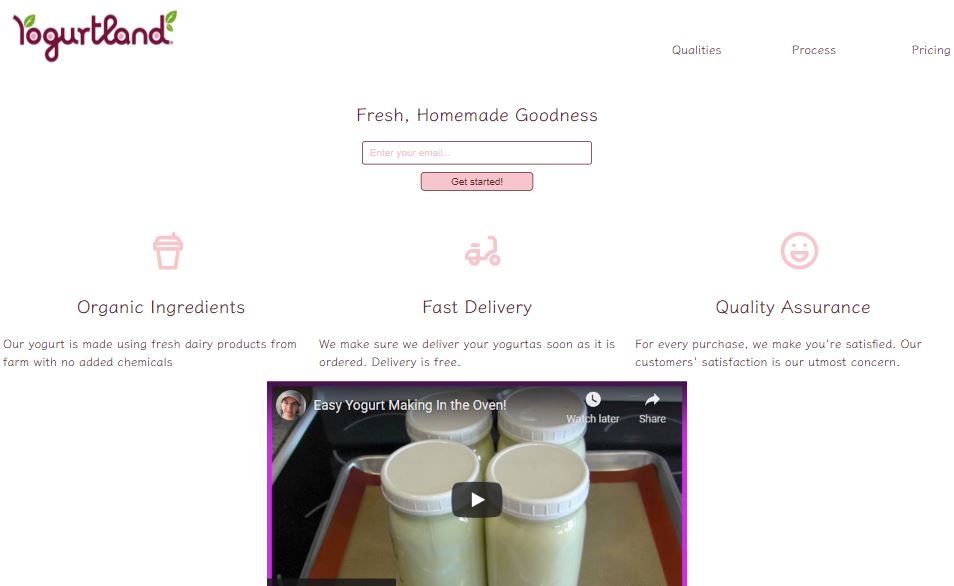 Yogurtland
Qualities Process Pricing
Fresh, Homemade Goodness
Enter your email...
Get started!
Organic Ingredients
Our yogurt is made using fresh dairy products from
farm with no added chemicals
Fast Delivery
We make sure we deliver your yogurtas soon as it is
ordered. Delivery is free.
Quality Assurance
For every purchase, we make you're satisfied. Our
customers' satisfaction is our utmost concern.
Easy Yogurt Making In the Oven!
Watch later Share